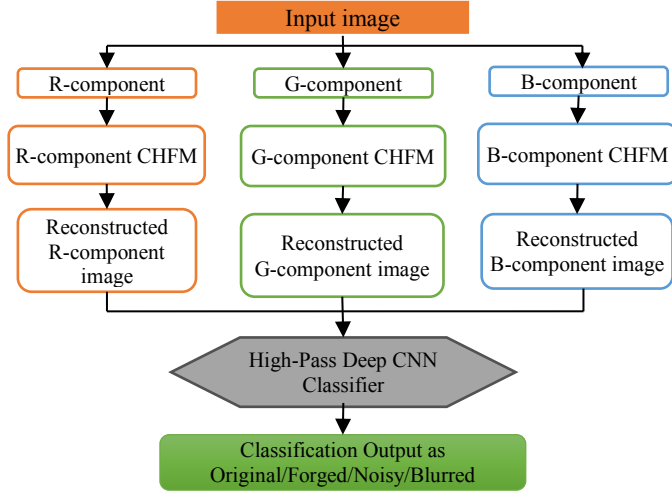 Input image
R-component
G-component
B-component
R-component CHFM
G-component CHFM
B-component CHFM
Reconstructed
R-component
image
Reconstructed
G-component image
Reconstructed
B-component image
High-Pass Deep CNN
Classifier
Classification Output as
Original/Forged/Noisy/Blurred